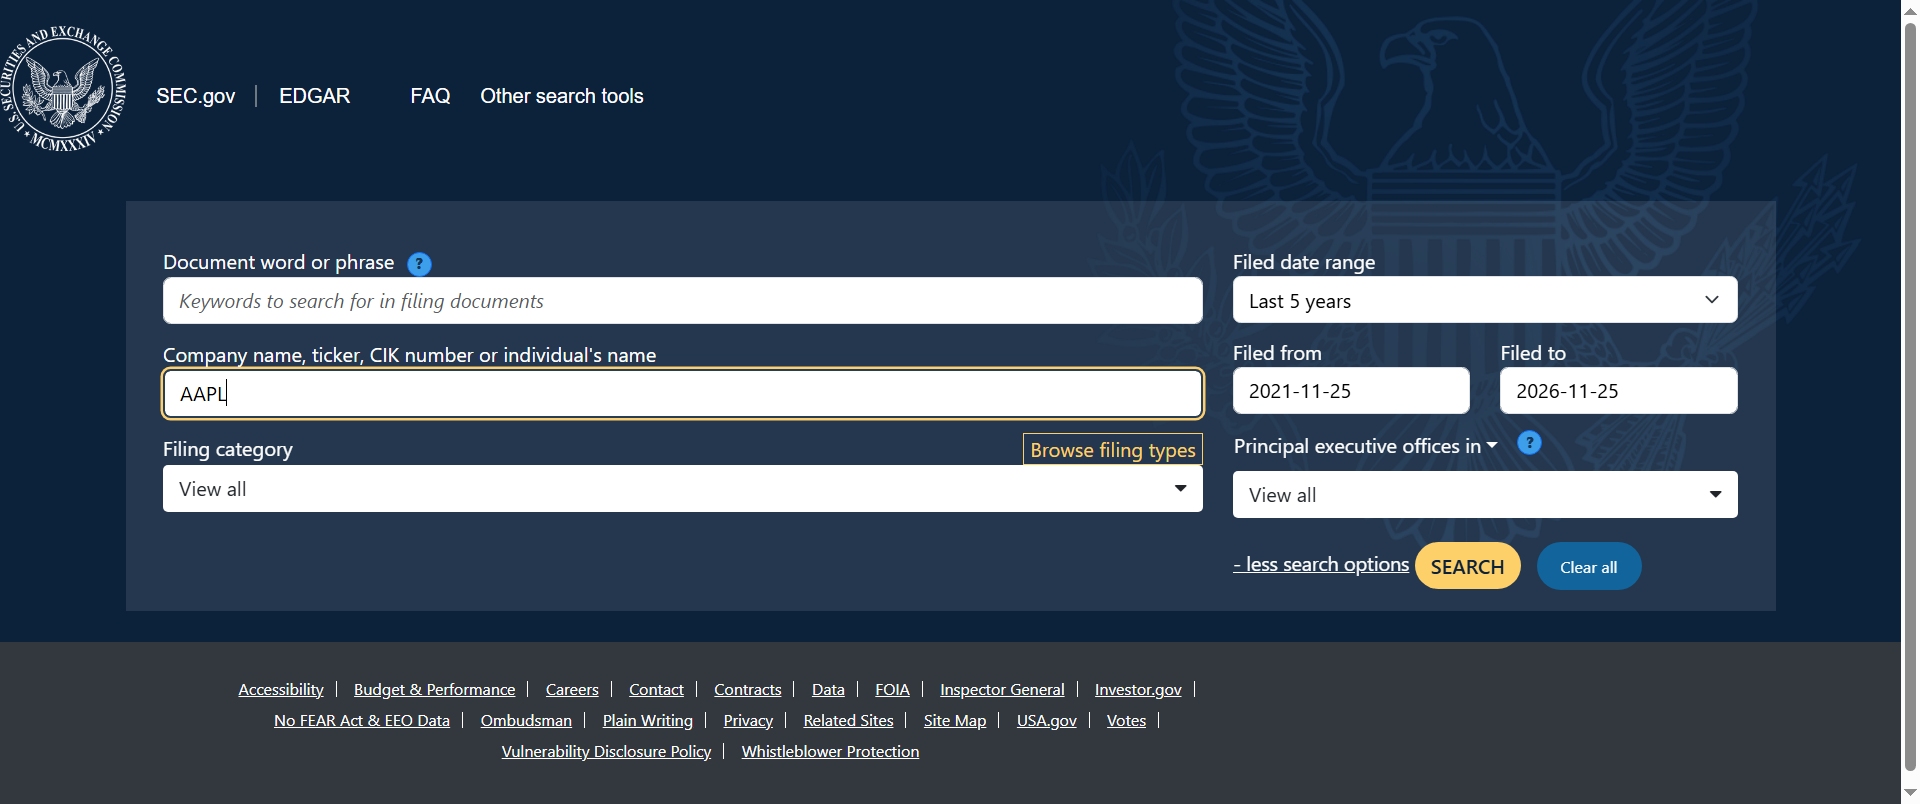 U.S. SECURITIES AND EXCHANGE COMMISSION
MCMXXXIV
SEC.gov
EDGAR
FAQ
Other search tools
Document word or phrase ?
Keywords to search for in filing documents
Company name, ticker, CIK number or individual's name
AAPL
Filing category
Browse filing types
View all
Filed date range
Last 5 years
Filed from
Filed to
2021-11-25
2026-11-25
Principal executive offices in ?
View all
- less search options
SEARCH
Clear all
Accessibility | Budget & Performance | Careers | Contact | Contracts | Data | FOIA | Inspector General | Investor.gov |
No FEAR Act & EEO Data | Ombudsman | Plain Writing | Privacy | Related Sites | Site Map | USA.gov | Votes |
Vulnerability Disclosure Policy | Whistleblower Protection